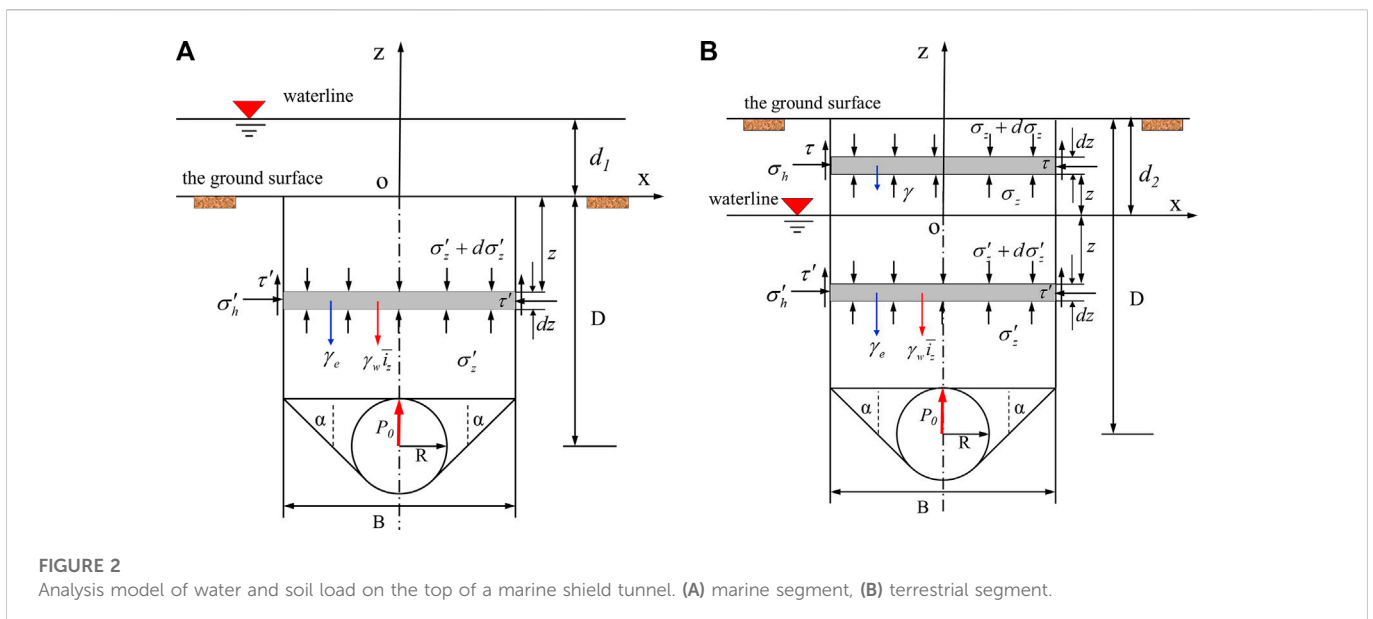 A
z
waterline
d₁
the ground surface
o
x
σ′z + dσ′z
z
τ′
σ′h
τ′
dz
D
γe
γw i̅z
σ′z
α
α
P₀
R
B
B
z
the ground surface
σz + dσz
dz
τ
τ
σh
d₂
γ
σz
z
waterline
x
o
z
σ′z + dσ′z
τ′
σ′h
τ′
dz
D
γe
γw i̅z
σ′z
α
α
P₀
R
B
FIGURE 2
Analysis model of water and soil load on the top of a marine shield tunnel. (A) marine segment, (B) terrestrial segment.